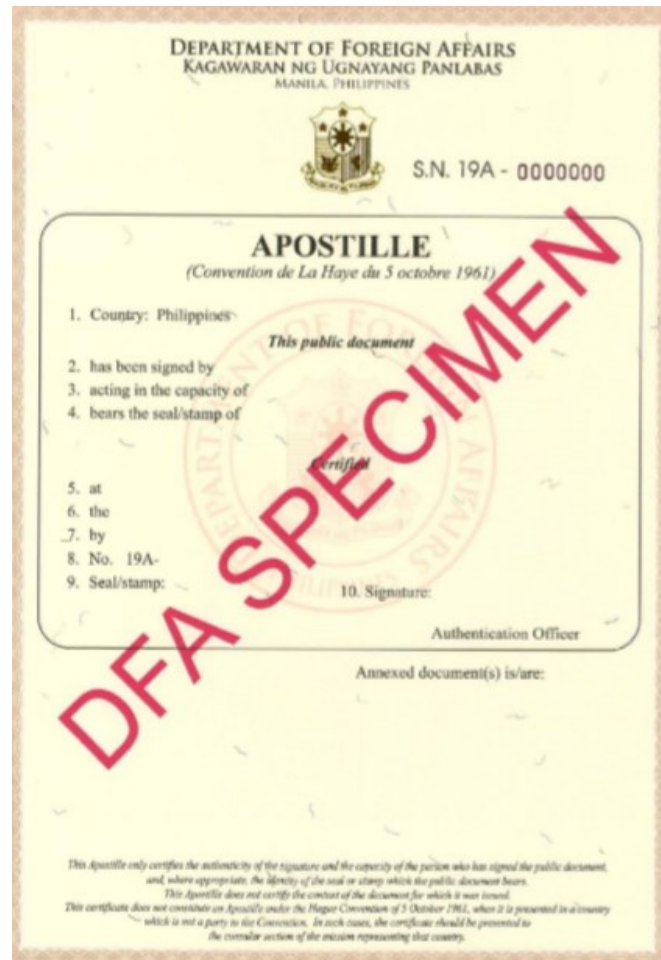 DEPARTMENT OF FOREIGN AFFAIRS
KAGAWARAN NG UGNAYANG PANLABAS
MANILA, PHILIPPINES
S.N. 19A - 0000000
APOSTILLE
(Convention de La Haye du 5 octobre 1961)
1. Country: Philippines
This public document
2. has been signed by
3. acting in the capacity of
4. bears the seal/stamp of
Certified
5. at
6. the
7. by
8. No. 19A-
9. Seal/stamp:
10. Signature:
Authentication Officer
Annexed document(s) is/are:
DFA SPECIMEN
DEPARTMENT OF FOREIGN AFFAIRS
PHILIPPINES
This Apostille only certifies the authenticity of the signature and the capacity of the person who has signed the public document,
and, where appropriate, the identity of the seal or stamp which the public document bears.
This Apostille does not certify the content of the document for which it was issued.
This certificate does not constitute an Apostille under the Hague Convention of 5 October 1961, when it is presented in a country
which is not a party to the Convention. In such cases, the certificate should be presented to
the consular section of the mission representing that country.